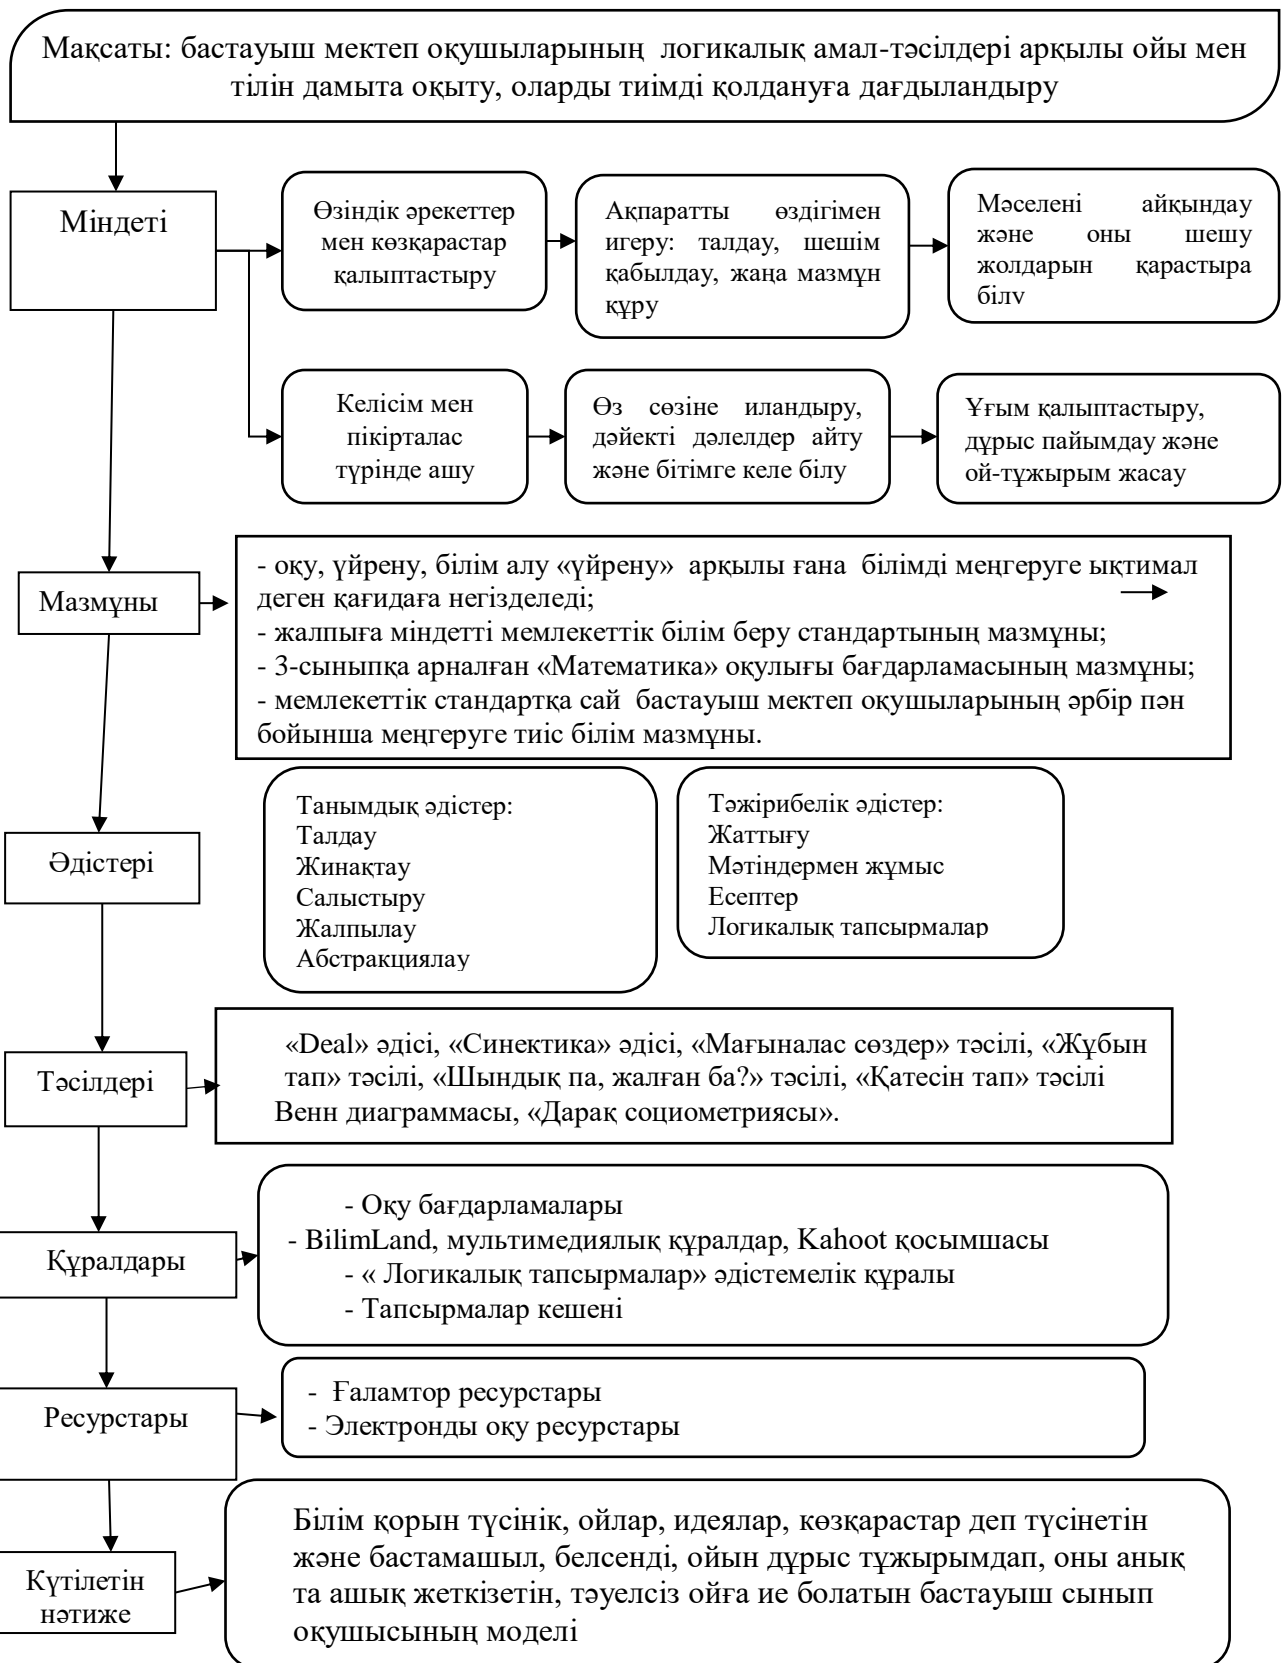 Мақсаты: бастауыш мектеп оқушыларының логикалық амал-тәсілдері арқылы ойы мен
тілін дамыта оқыту, оларды тиімді қолдануға дағдыландыру
Міндеті
Өзіндік әрекеттер
мен көзқарастар
қалыптастыру
Ақпаратты өздігімен
игеру: талдау, шешім
қабылдау, жаңа мазмұн
құру
Мәселені айқындау
және оны шешу
жолдарын қарастыра
білу
Келісім мен
пікірталас
түрінде ашу
Өз сөзіне иландыру,
дәйекті дәлелдер айту
және бітімге келе білу
Ұғым қалыптастыру,
дұрыс пайымдау және
ой-тұжырым жасау
Мазмұны
- оқу, үйрену, білім алу «үйрену» арқылы ғана білімді меңгеруге ықтимал
деген қағидаға негізделеді;
- жалпыға міндетті мемлекеттік білім беру стандартының мазмұны;
- 3-сыныпқа арналған «Математика» оқулығы бағдарламасының мазмұны;
- мемлекеттік стандартқа сай бастауыш мектеп оқушыларының әрбір пән
бойынша меңгеруге тиіс білім мазмұны.
Әдістері
Танымдық әдістер:
Талдау
Жинақтау
Салыстыру
Жалпылау
Абстракциялау
Тәжірибелік әдістер:
Жаттығу
Мәтіндермен жұмыс
Есептер
Логикалық тапсырмалар
Тәсілдері
«Deal» әдісі, «Синектика» әдісі, «Мағыналас сөздер» тәсілі, «Жұбын
тап» тәсілі, «Шындық па, жалған ба?» тәсілі, «Қатесін тап» тәсілі
Венн диаграммасы, «Дарақ социометриясы».
Құралдары
- Оқу бағдарламалары
- BilimLand, мультимедиялық құралдар, Kahoot қосымшасы
- « Логикалық тапсырмалар» әдістемелік құралы
- Тапсырмалар кешені
Ресурстары
- Ғаламтор ресурстары
- Электронды оқу ресурстары
Күтілетін
нәтиже
Білім қорын түсінік, ойлар, идеялар, көзқарастар деп түсінетін
және бастамашыл, белсенді, ойын дұрыс тұжырымдап, оны анық
та ашық жеткізетін, тәуелсіз ойға ие болатын бастауыш сынып
оқушысының моделі